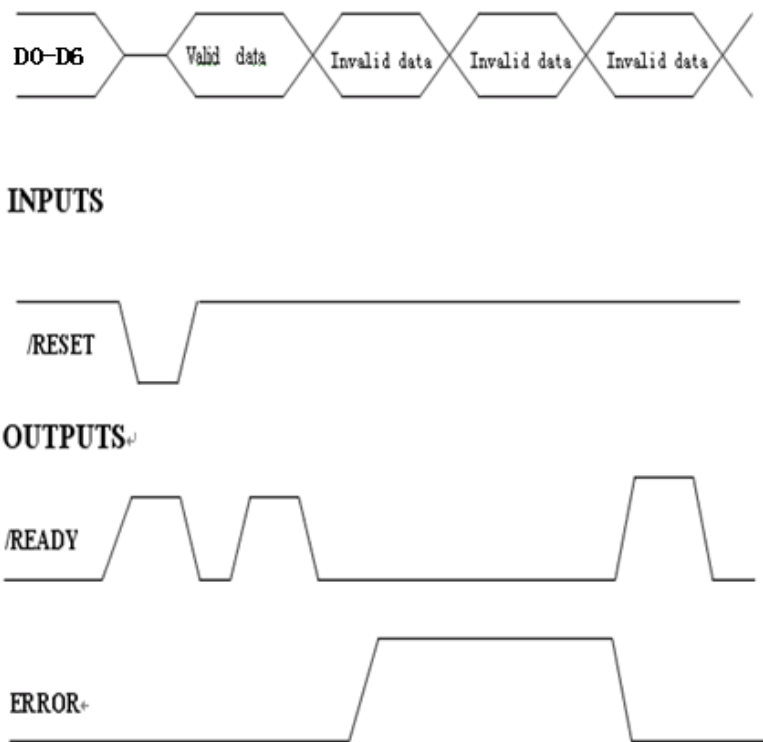 D0-D6 Valid data Invalid data Invalid data Invalid data
INPUTS
/RESET
OUTPUTS↵
/READY
ERROR↵